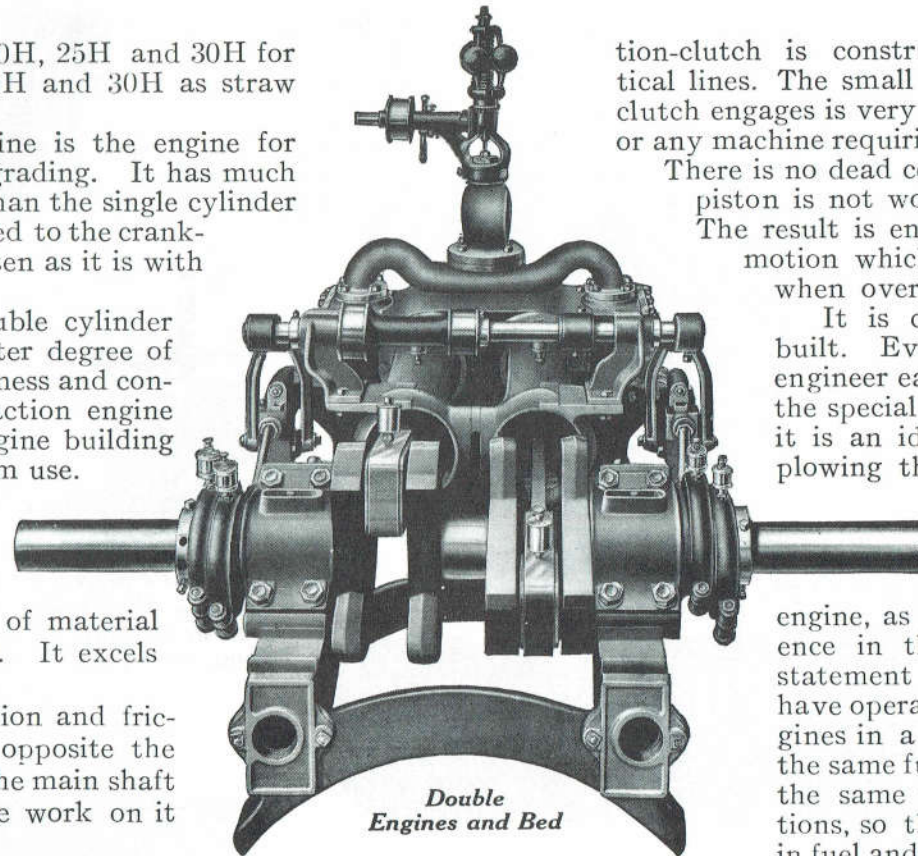 0H, 25H and 30H for
H and 30H as straw
ine is the engine for
grading. It has much
han the single cylinder
ed to the crank-
sen as it is with
uble cylinder
ter degree of
ness and con-
action engine
gine building
m use.
of material
. It excels
tion and fric-
opposite the
he main shaft
e work on it
tion-clutch is constr
tical lines. The small
clutch engages is very
or any machine requiri
There is no dead c
piston is not wo
The result is en
motion whic
when over
It is c
built. Ev
engineer ea
the special
it is an id
plowing th
engine, as
ence in t
statement
have opera
gines in a
the same f
the same
tions, so t
in fuel and
Double
Engines and Bed